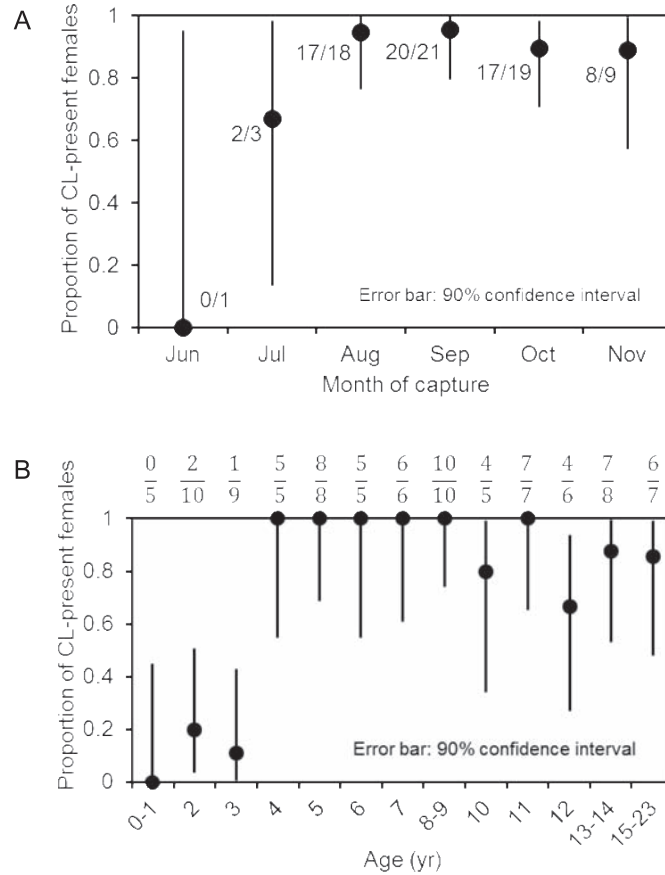 A
Proportion of CL-present females
1
0.8
0.6
0.4
0.2
0
0/1
2/3
17/18
20/21
17/19
8/9
Error bar: 90% confidence interval
Jun Jul Aug Sep Oct Nov
Month of capture
B
Proportion of CL-present females
0/5 2/10 1/9 5/5 8/8 5/5 6/6 10/10 4/5 7/7 4/6 7/8 6/7
1
0.8
0.6
0.4
0.2
0
Error bar: 90% confidence interval
0-1 2 3 4 5 6 7 8-9 10 11 12 13-14 15-23
Age (yr)